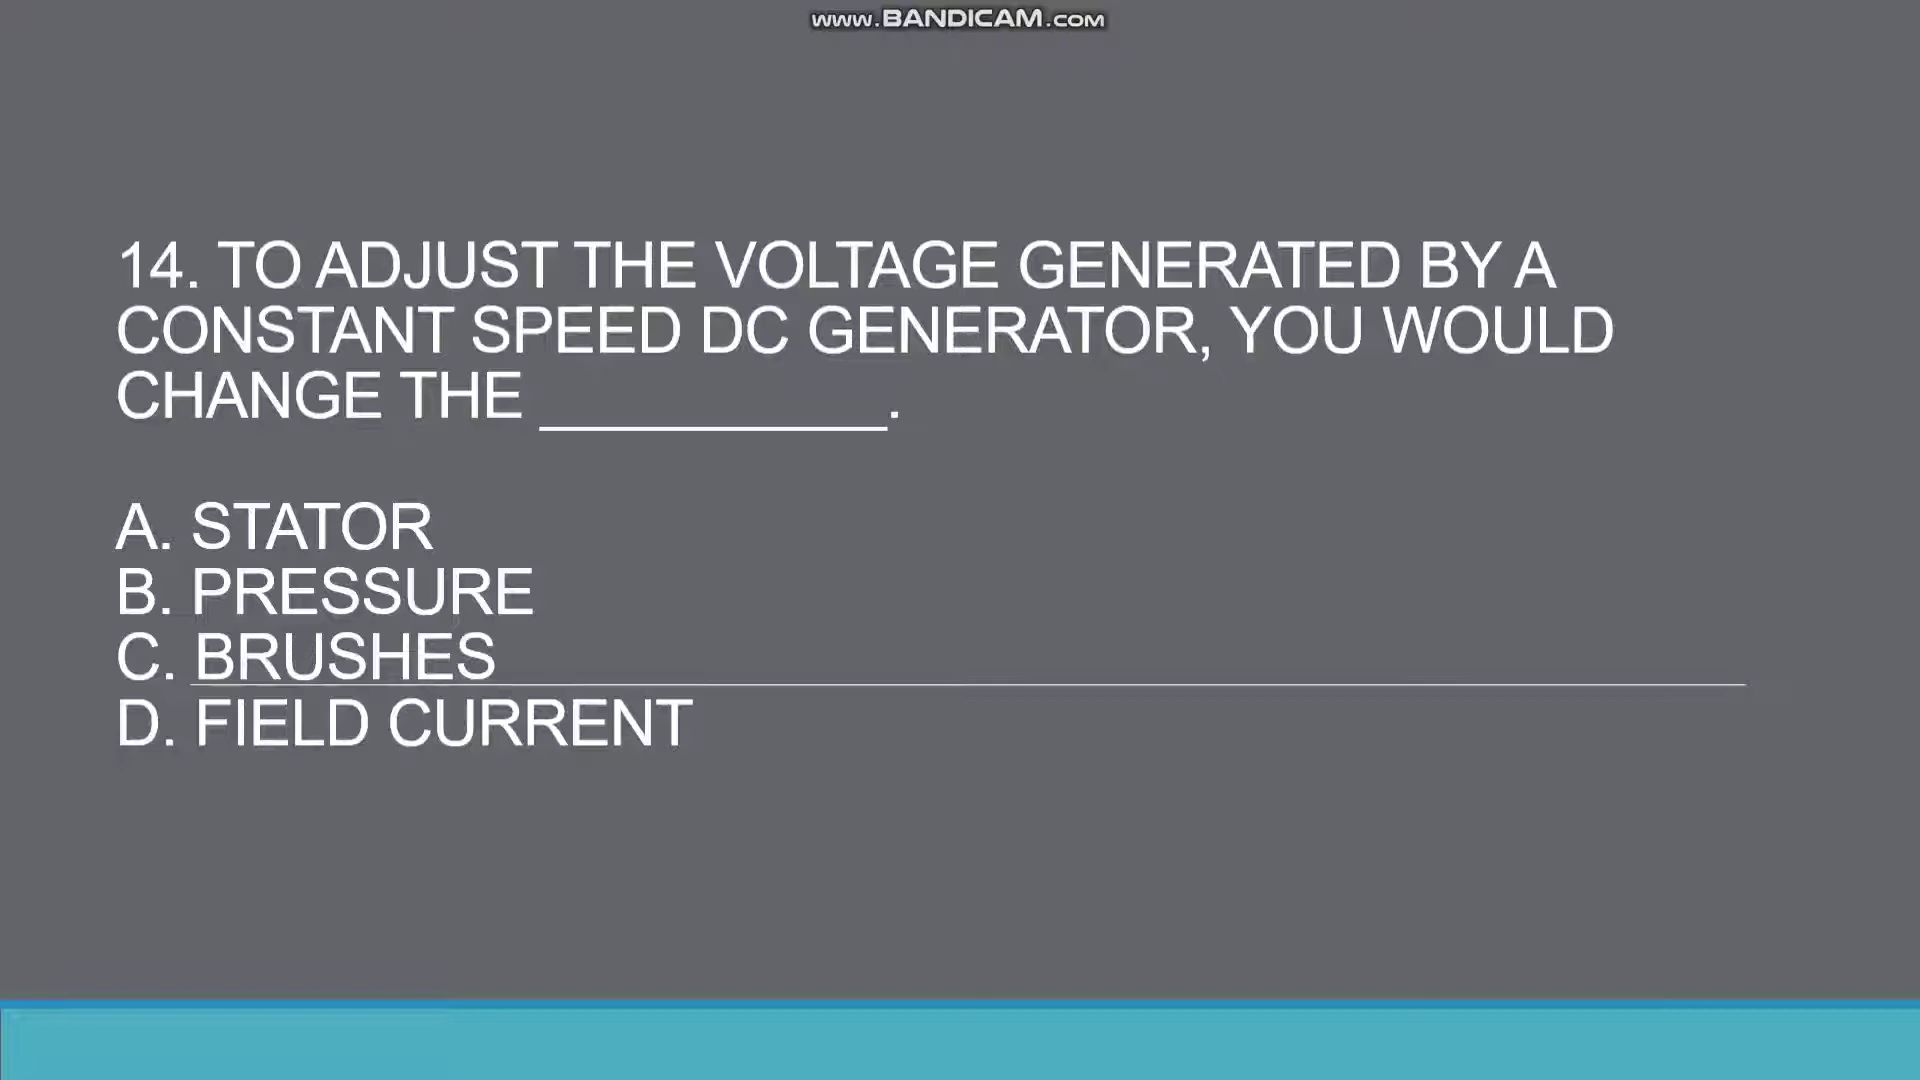 www.BANDICAM.com
14. TO ADJUST THE VOLTAGE GENERATED BY A
CONSTANT SPEED DC GENERATOR, YOU WOULD
CHANGE THE ___________.
A. STATOR
B. PRESSURE
C. BRUSHES
D. FIELD CURRENT